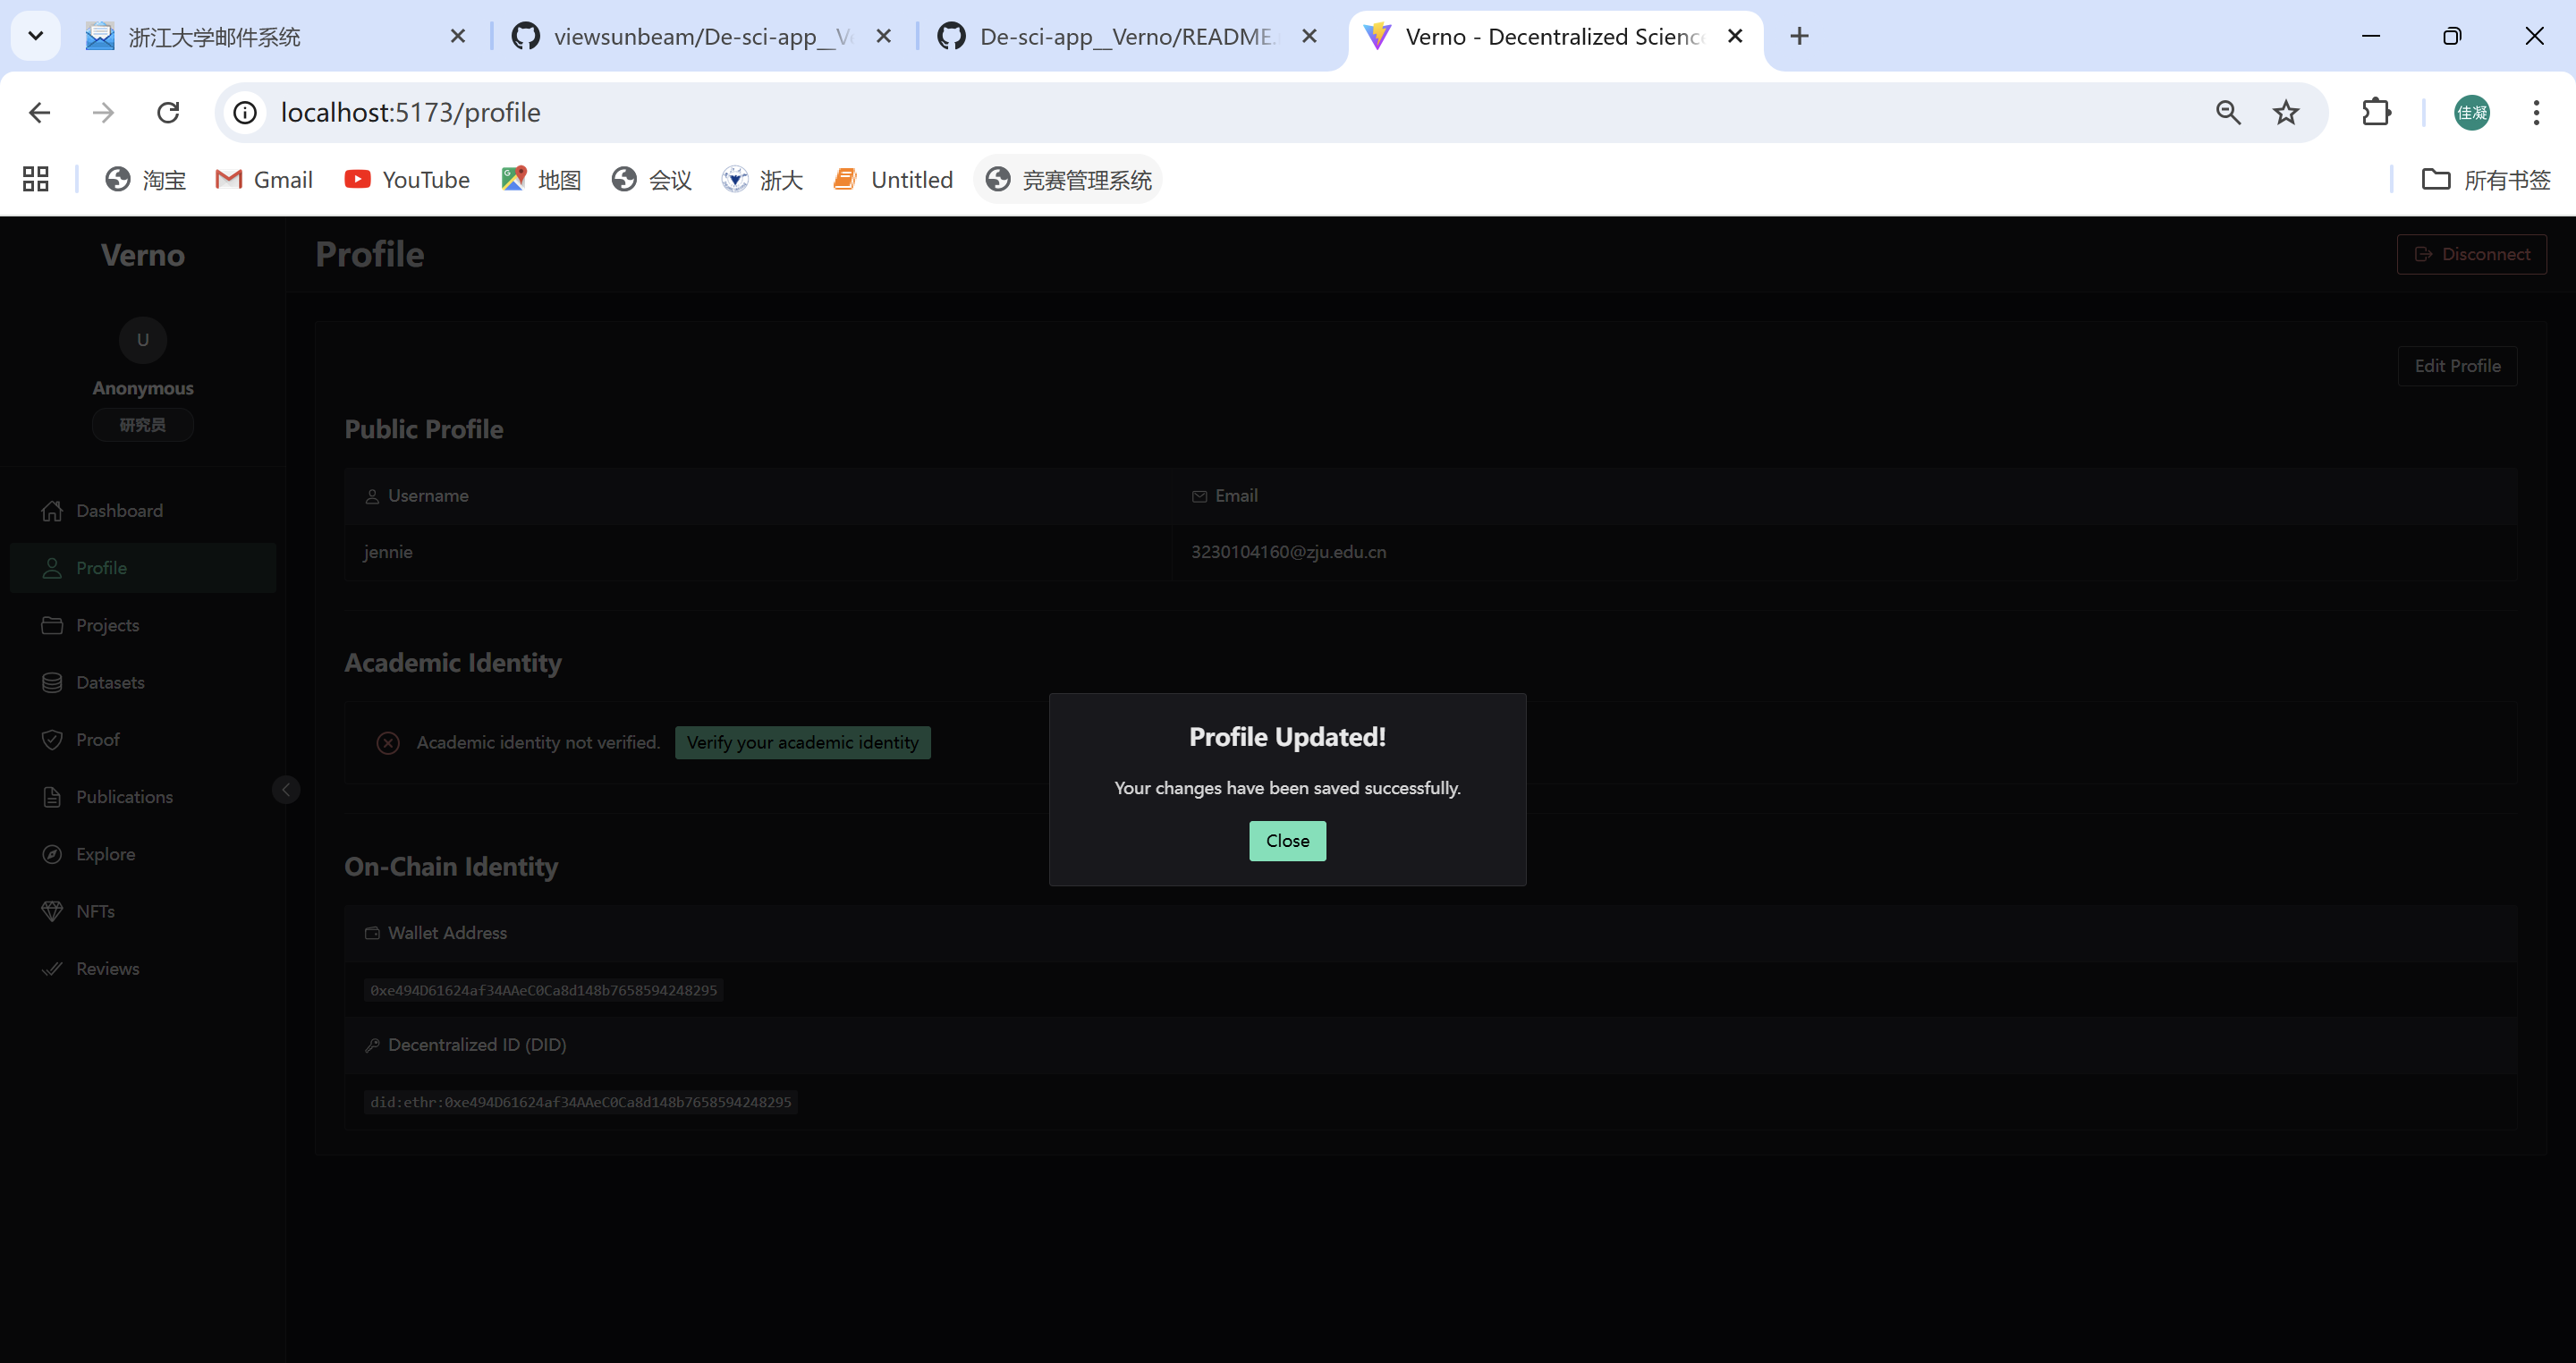 浙江大学邮件系统
viewsunbeam/De-sci-app__Ve
De-sci-app__Verno/README.
Verno - Decentralized Science
localhost:5173/profile
佳凝
淘宝
Gmail
YouTube
地图
会议
浙大
Untitled
竞赛管理系统
所有书签
Verno
Profile
Disconnect
U
Anonymous
研究员
Edit Profile
Public Profile
Username
Email
jennie
3230104160@zju.edu.cn
Dashboard
Profile
Projects
Datasets
Proof
Publications
Explore
NFTs
Reviews
Academic Identity
Academic identity not verified.
Verify your academic identity
Profile Updated!
Your changes have been saved successfully.
Close
On-Chain Identity
Wallet Address
0xe494D61624af34AAeC0Ca8d148b7658594248295
Decentralized ID (DID)
did:ethr:0xe494D61624af34AAeC0Ca8d148b7658594248295